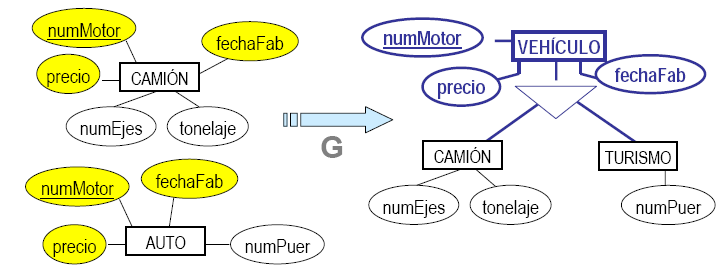 numMotor
fechaFab
precio
CAMIÓN
numEjes
tonelaje
numMotor
fechaFab
precio
AUTO
numPuer
G
numMotor
VEHÍCULO
precio
fechaFab
CAMIÓN
TURISMO
numEjes
tonelaje
numPuer